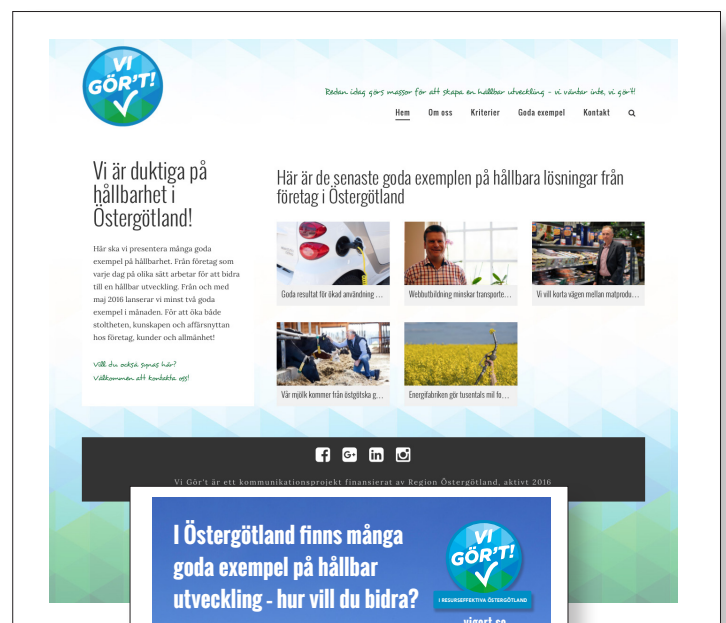 VI
GÖR'T!
Redan idag görs massor för att skapa en hållbar utveckling - vi väntar inte, vi gör't!
Hem Om oss Kriterier Goda exempel Kontakt
Vi är duktiga på
hållbarhet i
Östergötland!
Här ska vi presentera många goda
exempel på hållbarhet. Från företag som
varje dag på olika sätt arbetar för att bidra
till en hållbar utveckling. Från och med
maj 2016 lanserar vi minst två goda
exempel i månaden. För att öka både
stoltheten, kunskapen och affärsnyttan
hos företag, kunder och allmänhet!
Vill du också synas här?
Välkommen att kontakta oss!
Här är de senaste goda exemplen på hållbara lösningar från
företag i Östergötland
Goda resultat för ökad användning ...
Webbutbildning minskar transporte...
Vi vill korta vägen mellan matprodu...
Vår mjölk kommer från östgötska g...
Energifabriken gör tusentals mil fo...
Vi Gör't är ett kommunikationsprojekt finansierat av Region Östergötland, aktivt 2016
I Östergötland finns många
goda exempel på hållbar
utveckling - hur vill du bidra?
VI
GÖR'T!
I RESURSEFFEKTIVA ÖSTERGÖTLAND
vigort.se